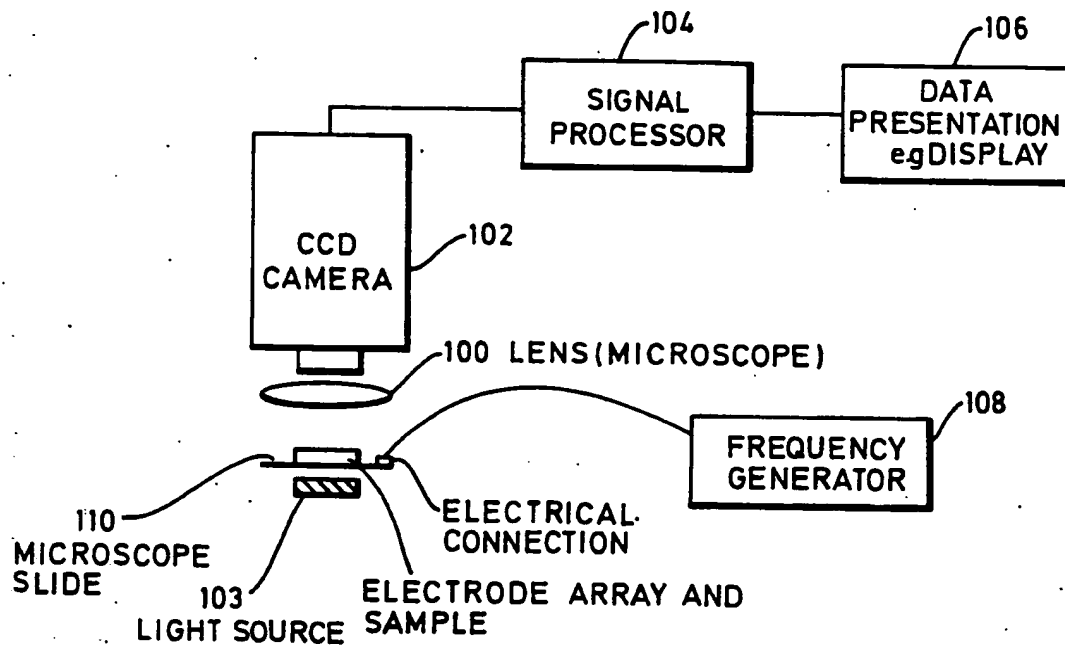 104
106
SIGNAL
PROCESSOR
DATA
PRESENTATION
e.g DISPLAY
CCD
CAMERA
102
100 LENS (MICROSCOPE)
108
FREQUENCY
GENERATOR
110
MICROSCOPE
SLIDE
ELECTRICAL
CONNECTION
103
LIGHT SOURCE
ELECTRODE ARRAY AND
SAMPLE